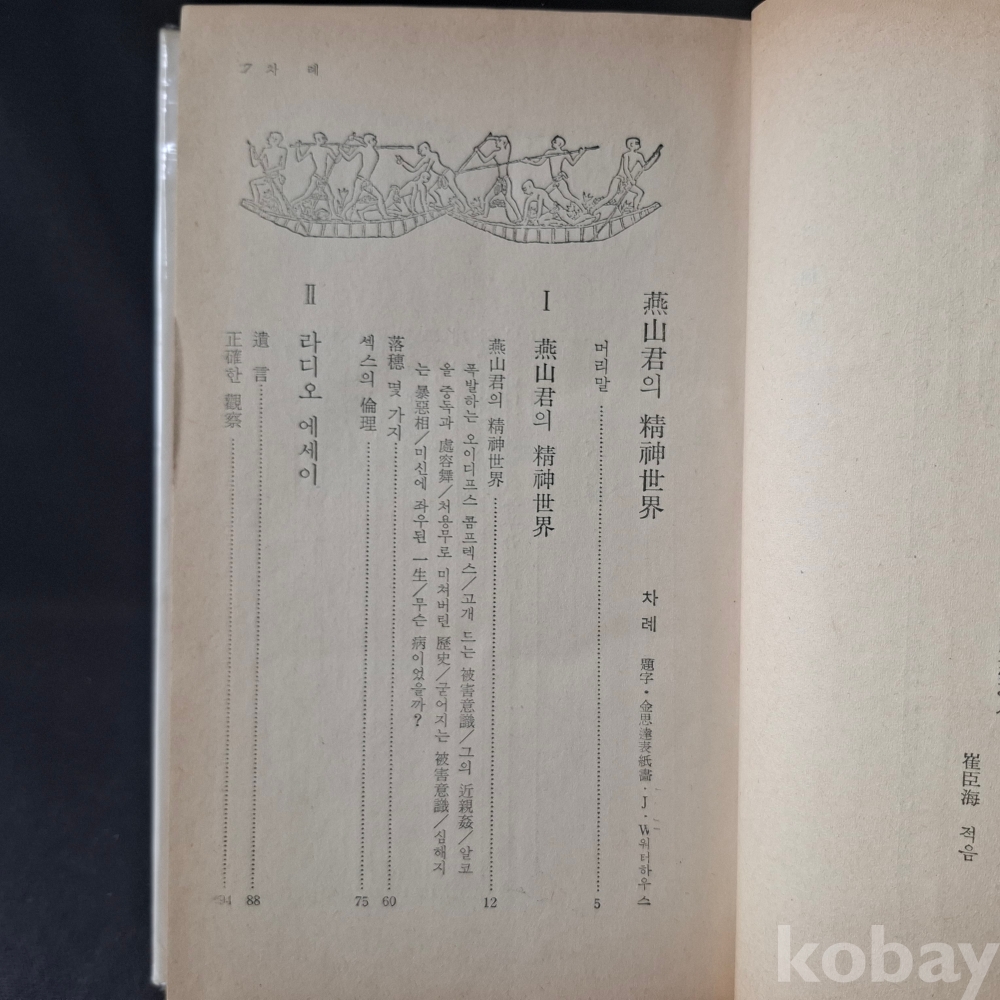 7 차 례
燕山君의 精神世界 차례 題字·金思達表紙畵·J·W워터하우스
머리말 5
Ⅰ 燕山君의 精神世界
燕山君의 精神世界 12
폭발하는 오이디프스 콤프렉스/고개 드는 被害意識/그의 近親姦/알코
올 중독과 處容舞/처용무로 미쳐버린 歷史/굳어지는 被害意識/심해지
는 暴惡相/미신에 좌우된 一生/무슨 病이었을까?
落穗 몇 가지 60
섹스의 倫理 75
Ⅱ 라디오 에세이
遺言 88
正確한 觀察 94
崔臣海 적음
kobay